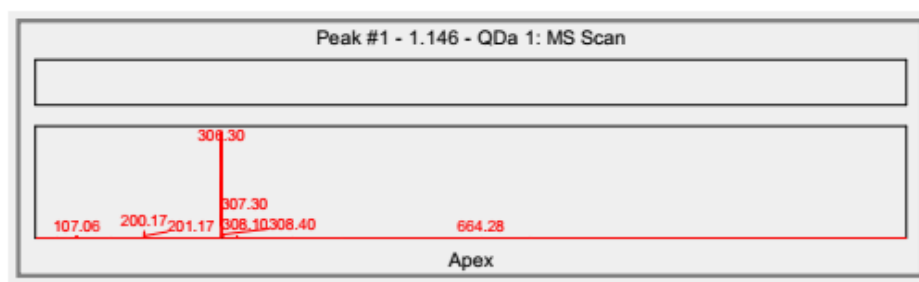 Peak #1 - 1.146 - QDa 1: MS Scan
306.30
307.30
107.06 200.17 201.17 308.10 308.40 664.28
Apex